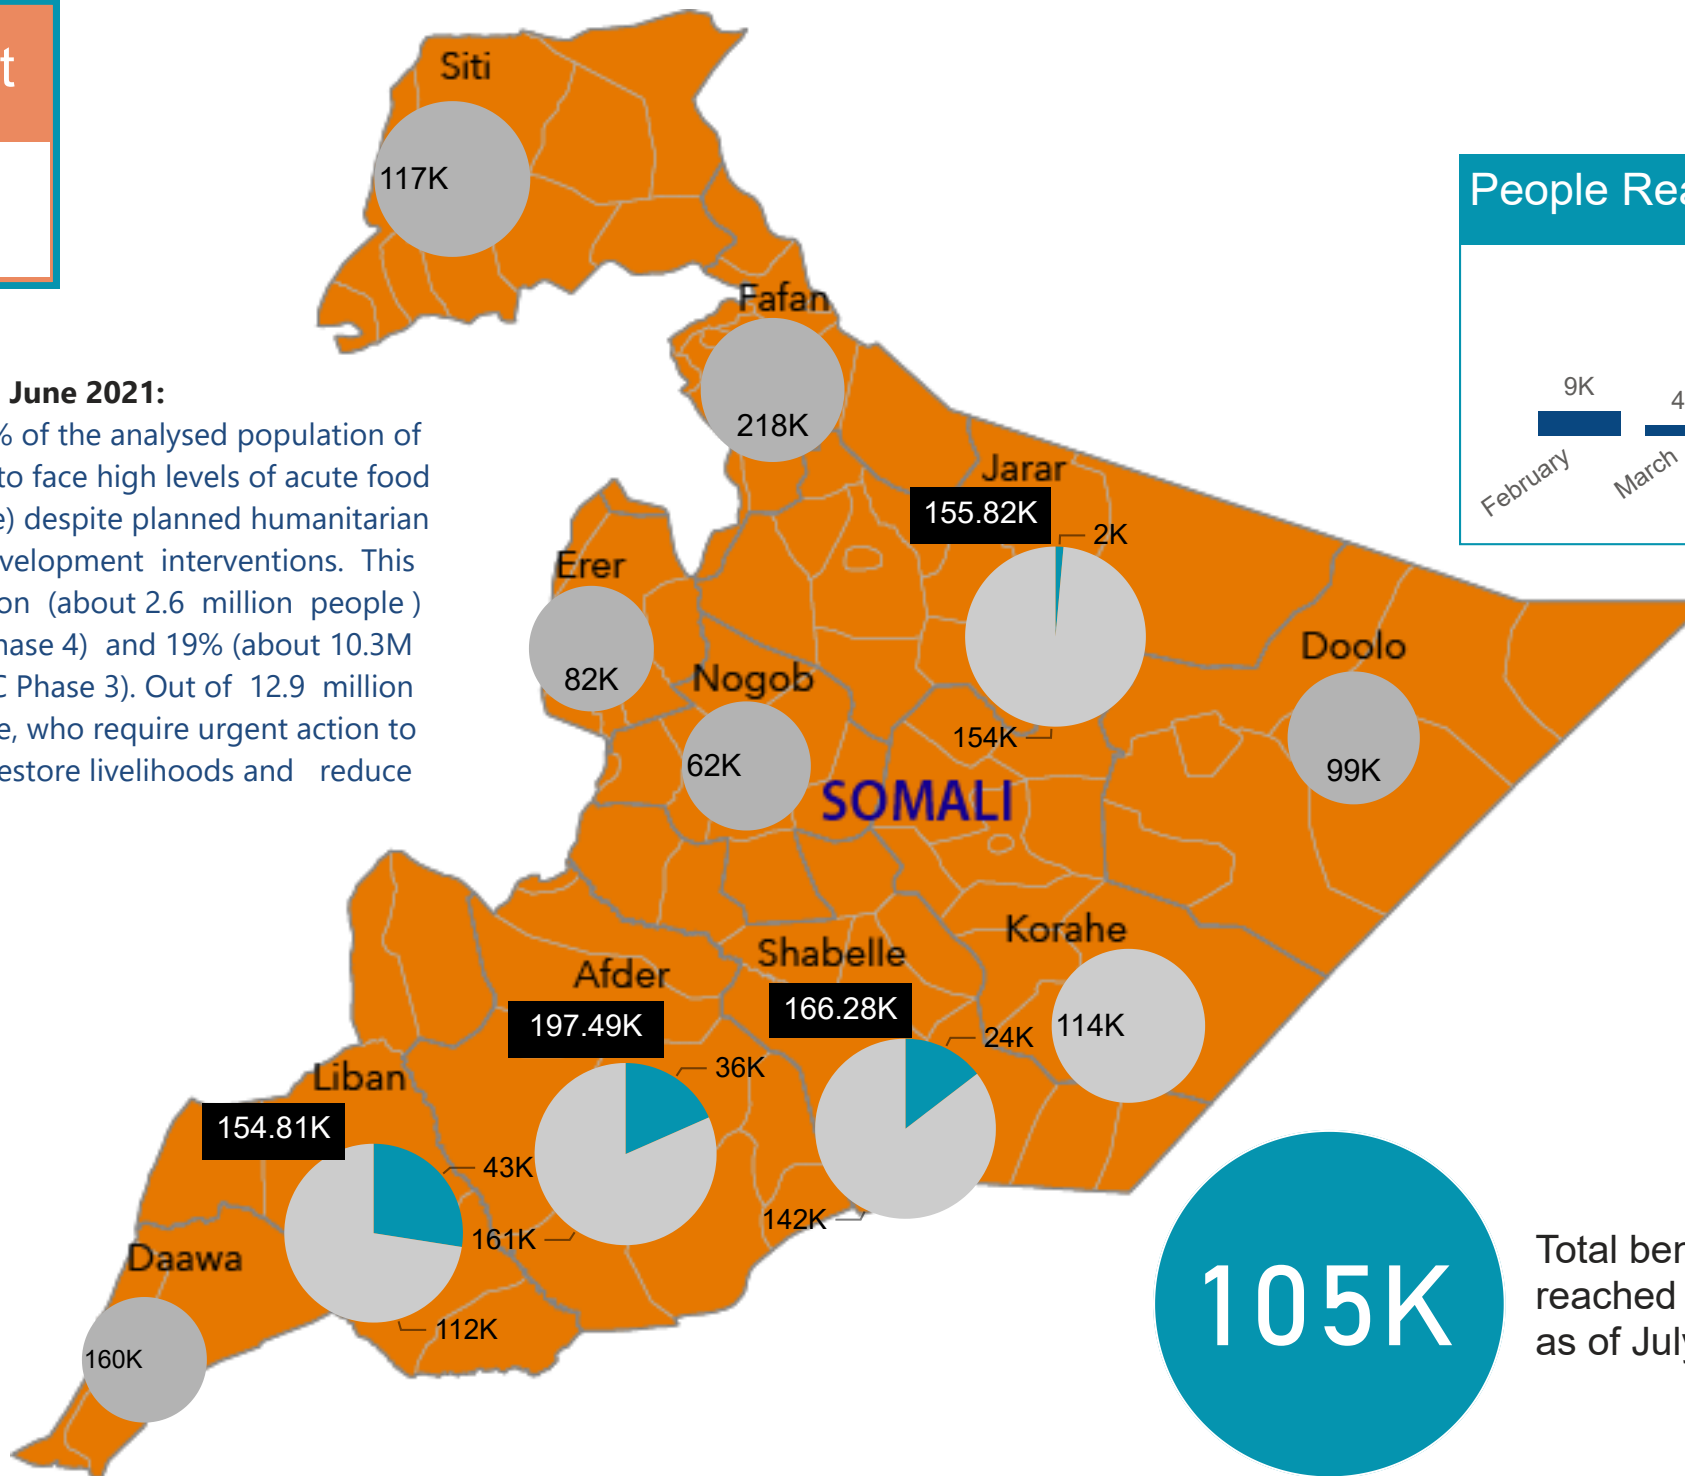 t
Siti
117K
Fafan
218K
June 2021:
% of the analysed population of
to face high levels of acute food
e) despite planned humanitarian
velopment interventions. This
on (about 2.6 million people )
hase 4) and 19% (about 10.3M
C Phase 3). Out of 12.9 million
e, who require urgent action to
estore livelihoods and reduce
People Rea
9K
4
February
March
Jarar
155.82K
2K
154K
Erer
82K
Nogob
62K
Doolo
99K
SOMALI
Korahe
114K
Shabelle
166.28K
24K
142K
Afder
197.49K
36K
161K
Liban
154.81K
43K
112K
Daawa
160K
105K
Total ber
reached
as of July